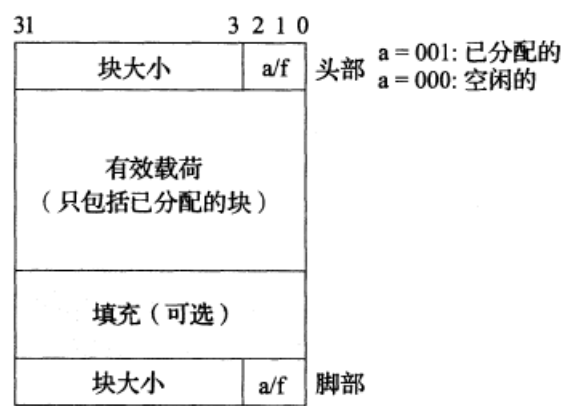 31 3 2 1 0
块大小 a/f 头部 a = 001: 已分配的
a = 000: 空闲的
有效载荷
（只包括已分配的块）
填充（可选）
块大小 a/f 脚部